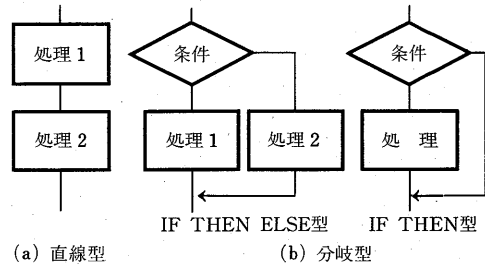 処理1
処理2
条件
処理1
処理2
IF THEN ELSE型
条件
処 理
IF THEN型
(a) 直線型
(b) 分岐型